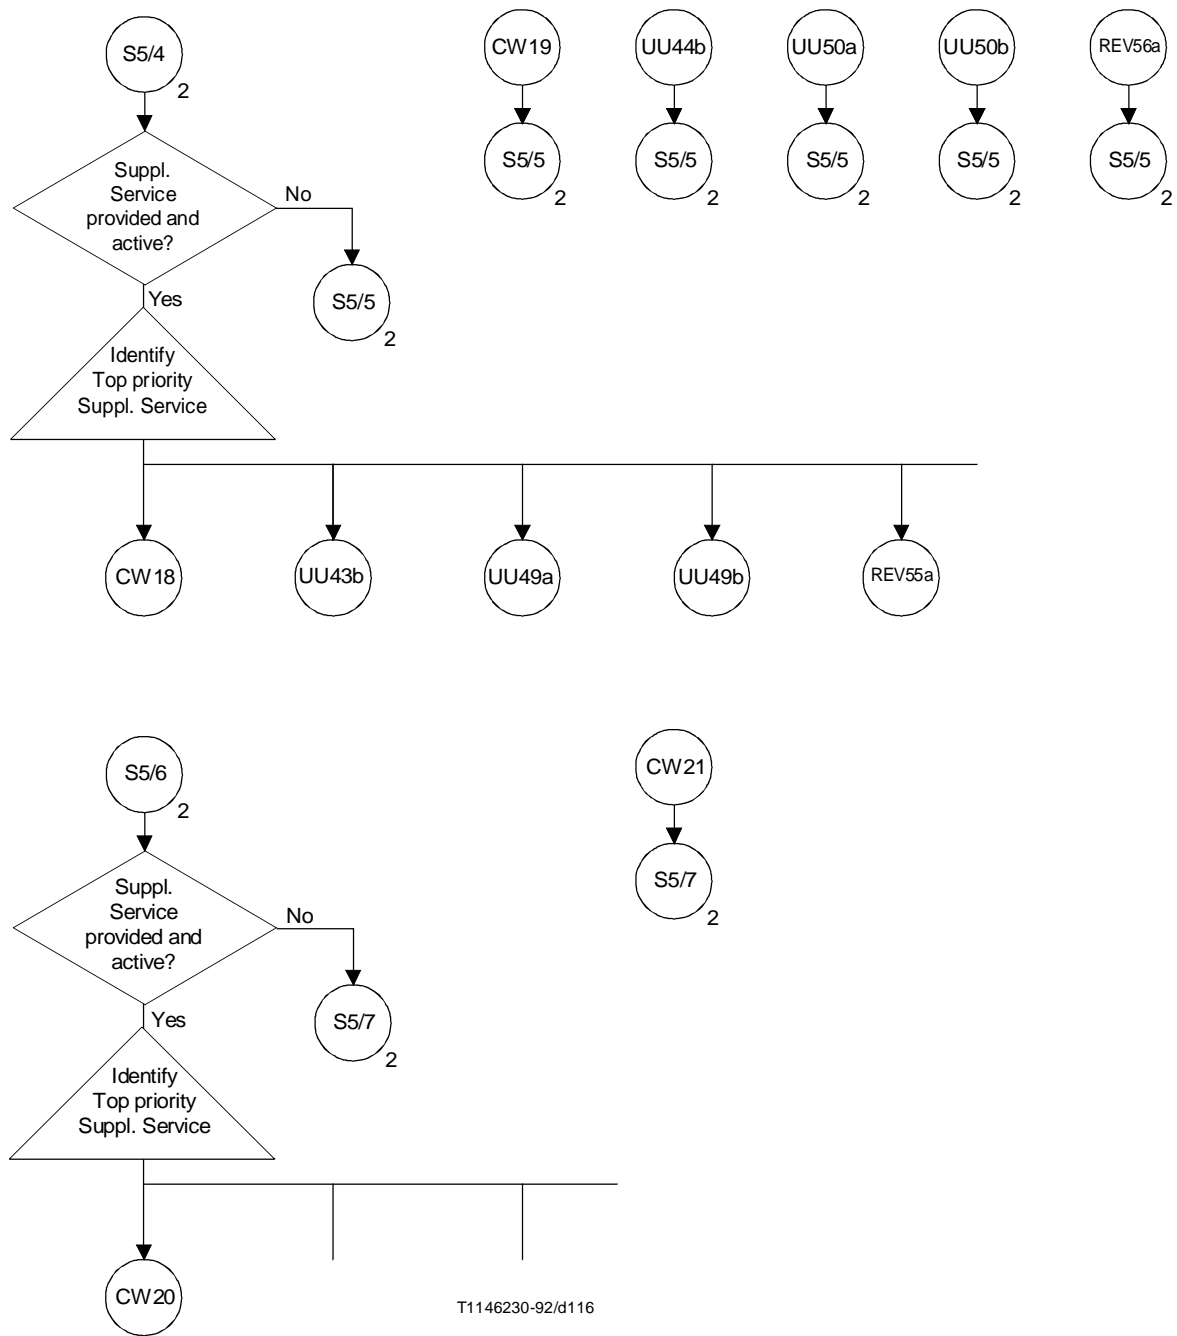 S5/4
2
CW19
UU44b
UU50a
UU50b
REV56a
S5/5
2
S5/5
2
S5/5
2
S5/5
2
S5/5
2
Suppl.
Service
provided and
active?
No
S5/5
2
Yes
Identify
Top priority
Suppl. Service
CW18
UU43b
UU49a
UU49b
REV55a
S5/6
2
CW21
S5/7
2
Suppl.
Service
provided and
active?
No
S5/7
2
Yes
Identify
Top priority
Suppl. Service
CW20
T1146230-92/d116